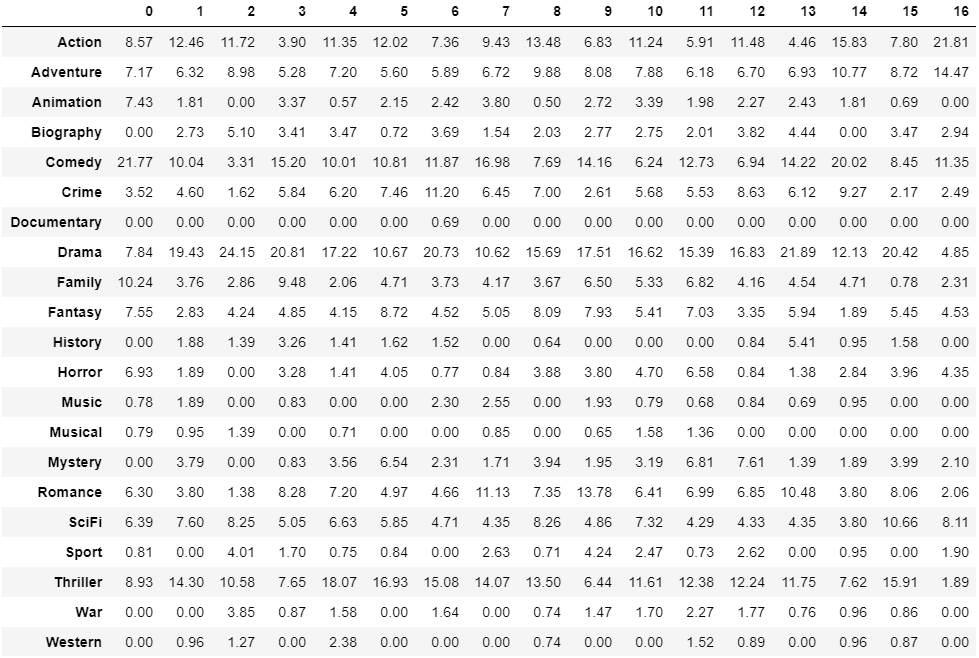 0 1 2 3 4 5 6 7 8 9 10 11 12 13 14 15 16
Action 8.57 12.46 11.72 3.90 11.35 12.02 7.36 9.43 13.48 6.83 11.24 5.91 11.48 4.46 15.83 7.80 21.81
Adventure 7.17 6.32 8.98 5.28 7.20 5.60 5.89 6.72 9.88 8.08 7.88 6.18 6.70 6.93 10.77 8.72 14.47
Animation 7.43 1.81 0.00 3.37 0.57 2.15 2.42 3.80 0.50 2.72 3.39 1.98 2.27 2.43 1.81 0.69 0.00
Biography 0.00 2.73 5.10 3.41 3.47 0.72 3.69 1.54 2.03 2.77 2.75 2.01 3.82 4.44 0.00 3.47 2.94
Comedy 21.77 10.04 3.31 15.20 10.01 10.81 11.87 16.98 7.69 14.16 6.24 12.73 6.94 14.22 20.02 8.45 11.35
Crime 3.52 4.60 1.62 5.84 6.20 7.46 11.20 6.45 7.00 2.61 5.68 5.53 8.63 6.12 9.27 2.17 2.49
Documentary 0.00 0.00 0.00 0.00 0.00 0.00 0.69 0.00 0.00 0.00 0.00 0.00 0.00 0.00 0.00 0.00 0.00
Drama 7.84 19.43 24.15 20.81 17.22 10.67 20.73 10.62 15.69 17.51 16.62 15.39 16.83 21.89 12.13 20.42 4.85
Family 10.24 3.76 2.86 9.48 2.06 4.71 3.73 4.17 3.67 6.50 5.33 6.82 4.16 4.54 4.71 0.78 2.31
Fantasy 7.55 2.83 4.24 4.85 4.15 8.72 4.52 5.05 8.09 7.93 5.41 7.03 3.35 5.94 1.89 5.45 4.53
History 0.00 1.88 1.39 3.26 1.41 1.62 1.52 0.00 0.64 0.00 0.00 0.00 0.84 5.41 0.95 1.58 0.00
Horror 6.93 1.89 0.00 3.28 1.41 4.05 0.77 0.84 3.88 3.80 4.70 6.58 0.84 1.38 2.84 3.96 4.35
Music 0.78 1.89 0.00 0.83 0.00 0.00 2.30 2.55 0.00 1.93 0.79 0.68 0.84 0.69 0.95 0.00 0.00
Musical 0.79 0.95 1.39 0.00 0.71 0.00 0.00 0.85 0.00 0.65 1.58 1.36 0.00 0.00 0.00 0.00 0.00
Mystery 0.00 3.79 0.00 0.83 3.56 6.54 2.31 1.71 3.94 1.95 3.19 6.81 7.61 1.39 1.89 3.99 2.10
Romance 6.30 3.80 1.38 8.28 7.20 4.97 4.66 11.13 7.35 13.78 6.41 6.99 6.85 10.48 3.80 8.06 2.06
SciFi 6.39 7.60 8.25 5.05 6.63 5.85 4.71 4.35 8.26 4.86 7.32 4.29 4.33 4.35 3.80 10.66 8.11
Sport 0.81 0.00 4.01 1.70 0.75 0.84 0.00 2.63 0.71 4.24 2.47 0.73 2.62 0.00 0.95 0.00 1.90
Thriller 8.93 14.30 10.58 7.65 18.07 16.93 15.08 14.07 13.50 6.44 11.61 12.38 12.24 11.75 7.62 15.91 1.89
War 0.00 0.00 3.85 0.87 1.58 0.00 1.64 0.00 0.74 1.47 1.70 2.27 1.77 0.76 0.96 0.86 0.00
Western 0.00 0.96 1.27 0.00 2.38 0.00 0.00 0.00 0.74 0.00 0.00 1.52 0.89 0.00 0.96 0.87 0.00